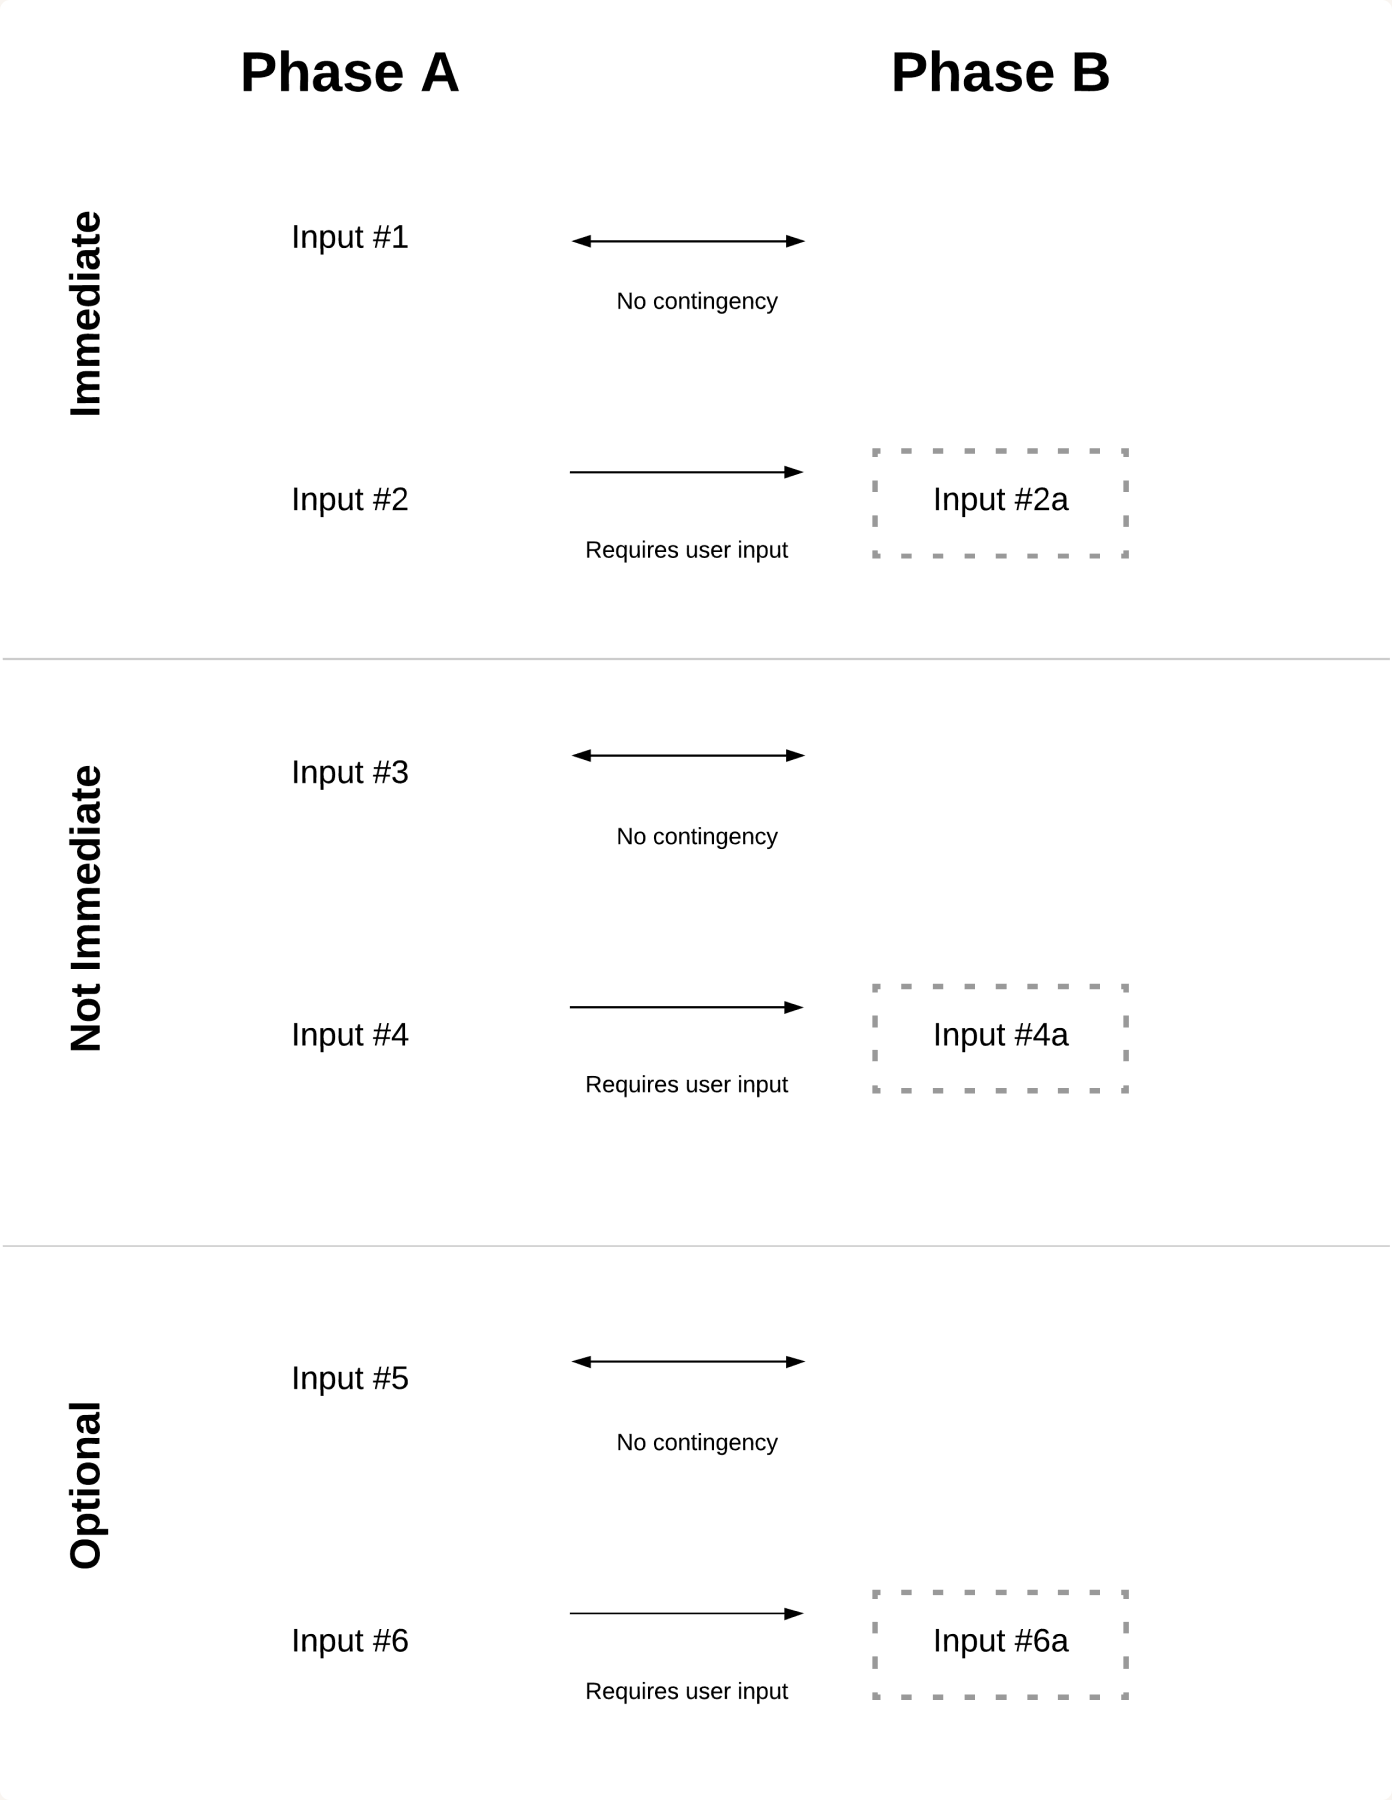 Phase A
Phase B
Immediate
Input #1
No contingency
Input #2
Requires user input
Input #2a
Not Immediate
Input #3
No contingency
Input #4
Requires user input
Input #4a
Optional
Input #5
No contingency
Input #6
Requires user input
Input #6a